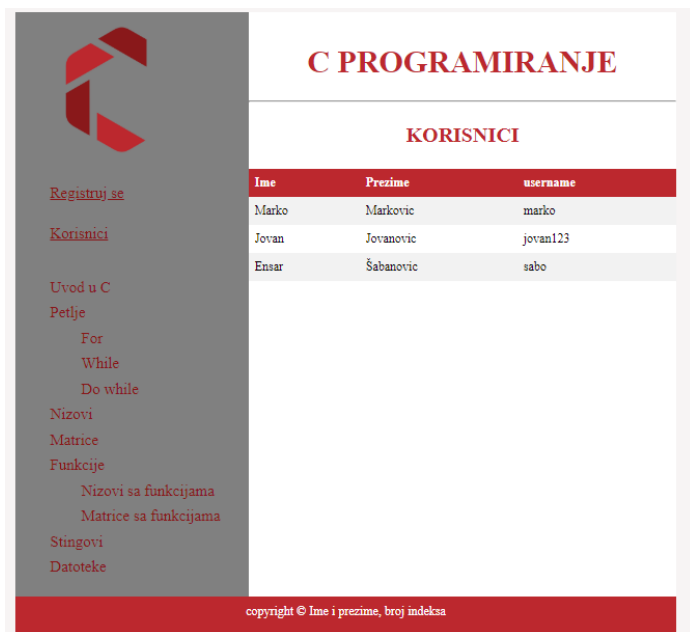 Registruj se
Korisnici
Uvod u C
Petlje
For
While
Do while
Nizovi
Matrice
Funkcije
Nizovi sa funkcijama
Matrice sa funkcijama
Stingovi
Datoteke
C PROGRAMIRANJE
KORISNICI
Ime Prezime username
Marko Markovic marko
Jovan Jovanovic jovan123
Ensar Šabanovic sabo
copyright © Ime i prezime, broj indeksa